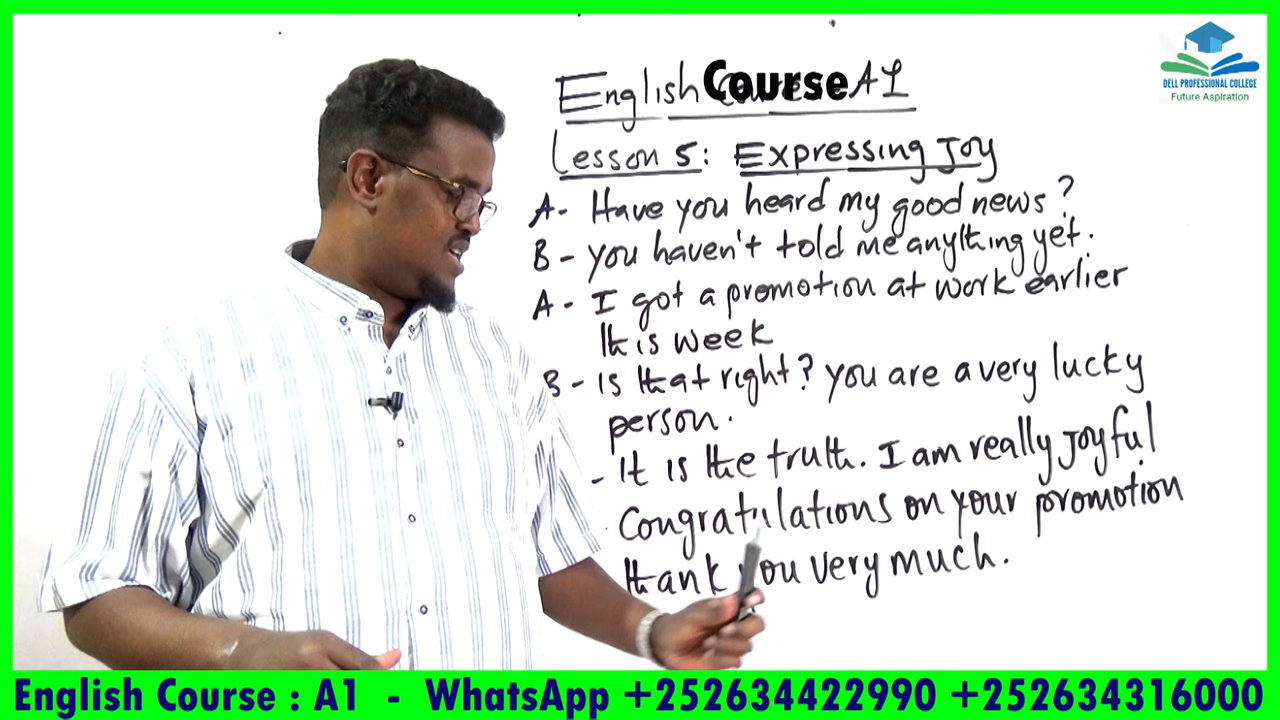 DELL PROFESSIONAL COLLEGE
Future Aspiration
English Course A1
Lesson 5: Expressing Joy
A- Have you heard my good news?
B- you haven't told me anything yet.
A- I got a promotion at work earlier
this week
B- is that right? you are a very lucky
person.
- it is the truth. I am really Joyful
Congratulations on your promotion
thank you very much.
English Course : A1 - WhatsApp +252634422990 +252634316000